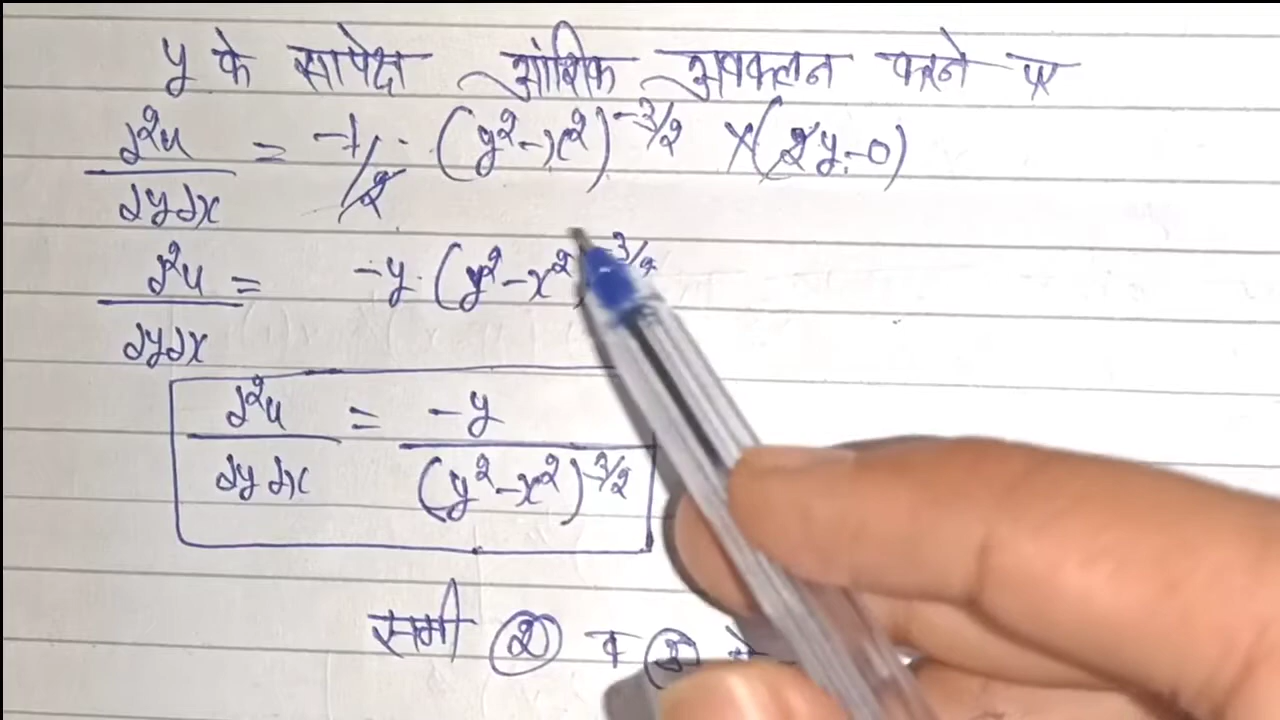 y के सापेक्ष आंशिक अवकलन करने पर
∂²u/∂y∂x = -1/2 · (y²-x²)^-3/2 × (2y-0)
∂²u/∂y∂x = -y · (y²-x²)^-3/2
∂²u/∂y∂x = -y/(y²-x²)^-3/2
समी ② व ③ से